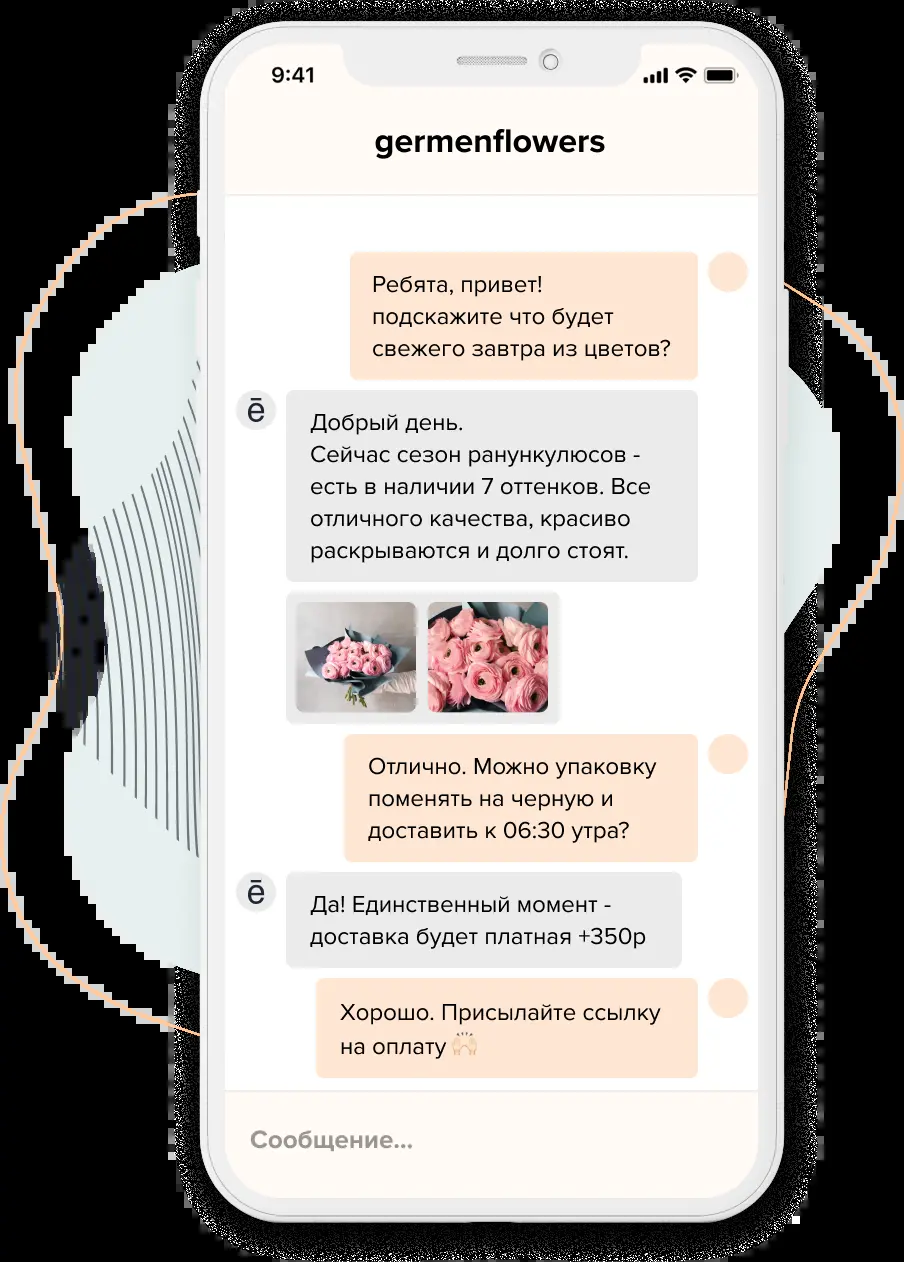 9:41
germenflowers
Ребята, привет!
подскажите что будет
свежего завтра из цветов?
ē
Добрый день.
Сейчас сезон ранункулюсов -
есть в наличии 7 оттенков. Все
отличного качества, красиво
раскрываются и долго стоят.
Отлично. Можно упаковку
поменять на черную и
доставить к 06:30 утра?
ē
Да! Единственный момент -
доставка будет платная +350р
Хорошо. Присылайте ссылку
на оплату 🙌🏻
Сообщение...